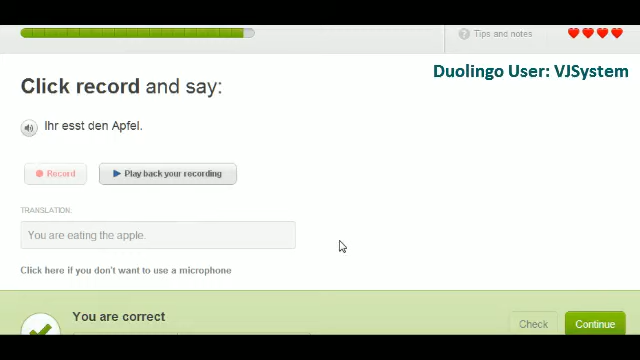 Tips and notes
Duolingo User: VJSystem
Click record and say:
Ihr esst den Apfel.
Record
Play back your recording
TRANSLATION:
You are eating the apple.
Click here if you don't want to use a microphone
You are correct
Check
Continue